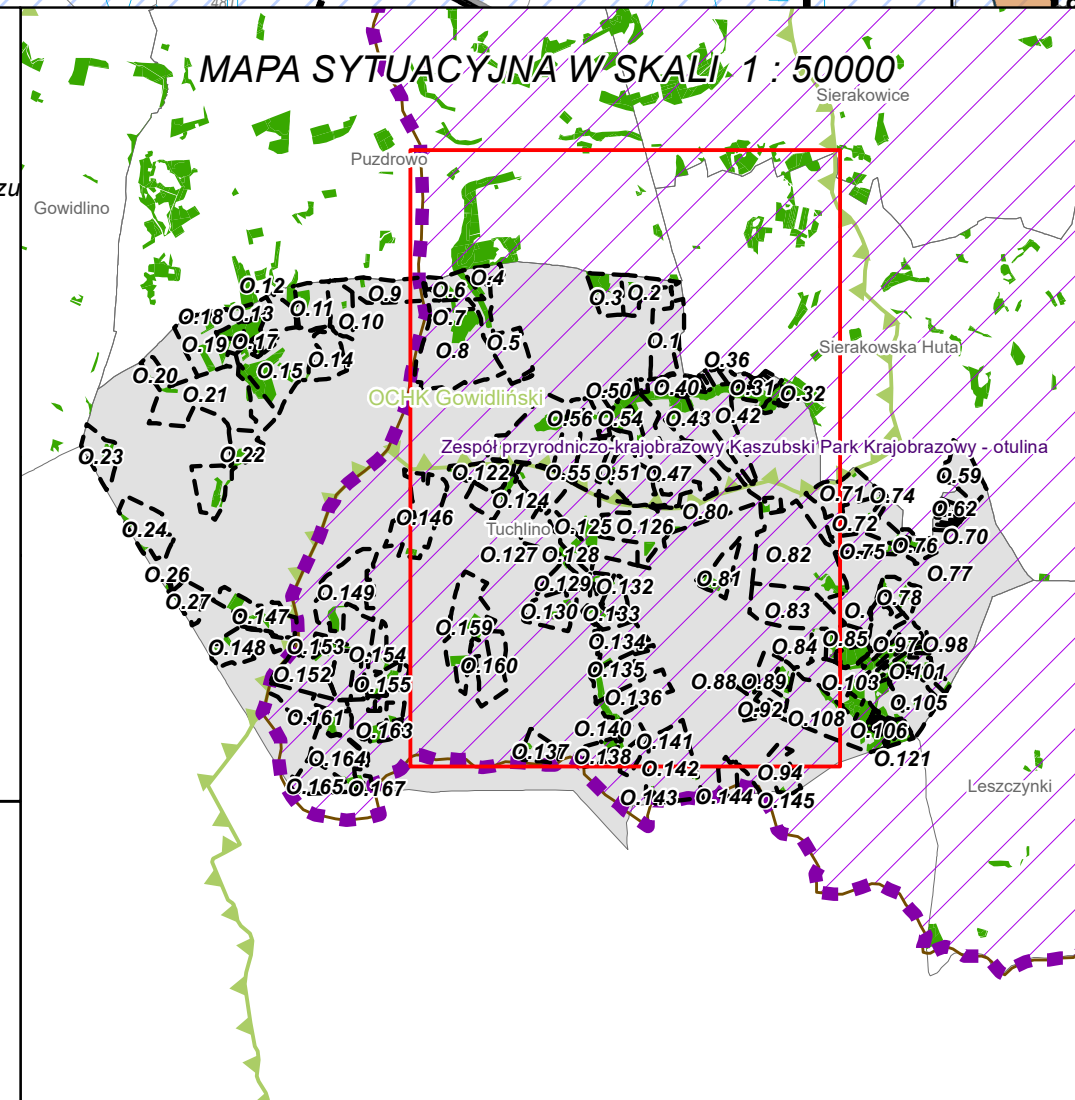 MAPA SYTUACYJNA W SKALI 1 : 50000
Sierakowice
Puzdrowo
zu
Gowidlino
O.4
O.12
O.6
O.9
O.3
O.2
O.11
O.18
O.13
O.7
O.10
O.19
O.17
O.5
O.1
O.8
Sierakowska Huta
O.14
O.36
O.15
O.20
O.21
O.50
O.40
O.31
O.32
OCHK Gowidliński
O.56
O.54
O.43
O.42
Zespół przyrodniczo-krajobrazowy Kaszubski Park Krajobrazowy - otulina
O.23
O.22
O.122
O.55
O.51
O.47
O.59
O.71
O.74
O.124
O.62
O.80
O.146
O.24
Tuchlino
O.125
O.126
O.72
O.70
O.127
O.128
O.82
O.75
O.76
O.26
O.81
O.77
O.129
O.132
O.149
O.27
O.78
O.130
O.133
O.83
O.
O.147
O.159
O.134
O.85
O.148
O.153
O.154
O.84
O.97
O.98
O.160
O.135
O.152
O.101
O.155
O.88
O.89
O.103
O.136
O.105
O.92
O.161
O.108
O.163
O.140
O.106
O.141
O.137
O.138
O.164
O.121
O.142
O.94
O.165
O.167
Leszczynki
O.143
O.144
O.145